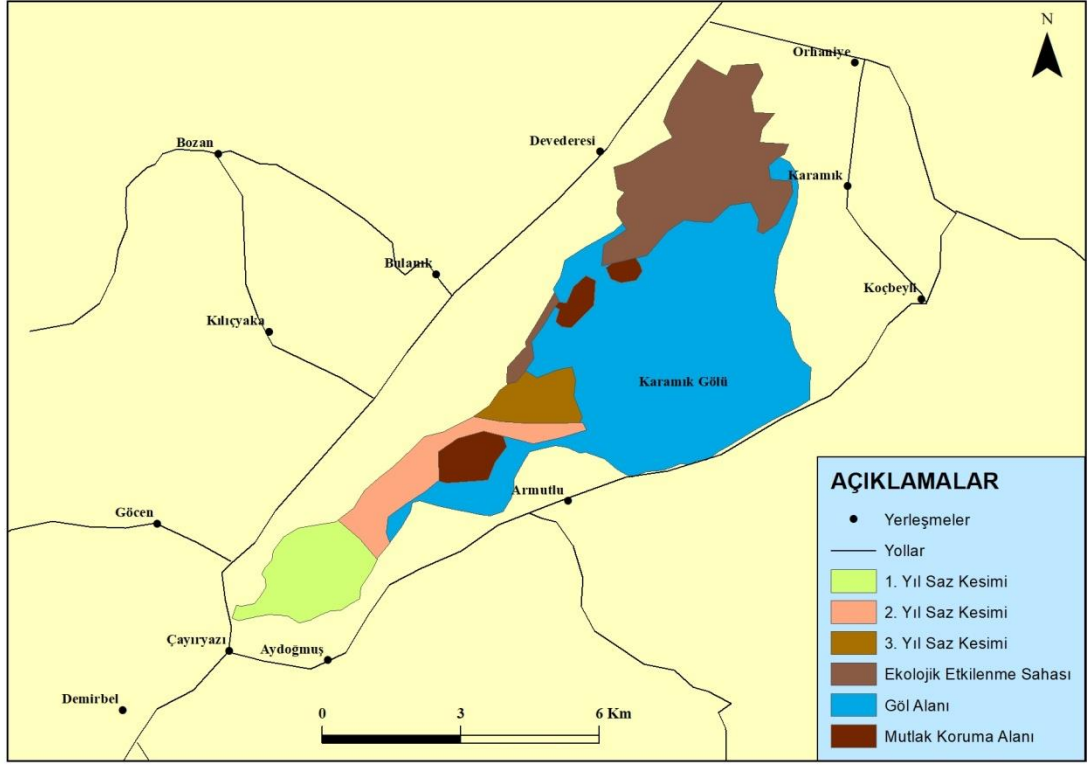 N
Orhaniye
Bozan
Devederesi
Karamık
Bulanık
Koçbeyli
Kılıçyaka
Karamık Gölü
Armutlu
Göcen
Çayıryazı
Aydoğmuş
Demirbel
0 3 6 Km
AÇIKLAMALAR
Yerleşmeler
Yollar
1. Yıl Saz Kesimi
2. Yıl Saz Kesimi
3. Yıl Saz Kesimi
Ekolojik Etkilenme Sahası
Göl Alanı
Mutlak Koruma Alanı